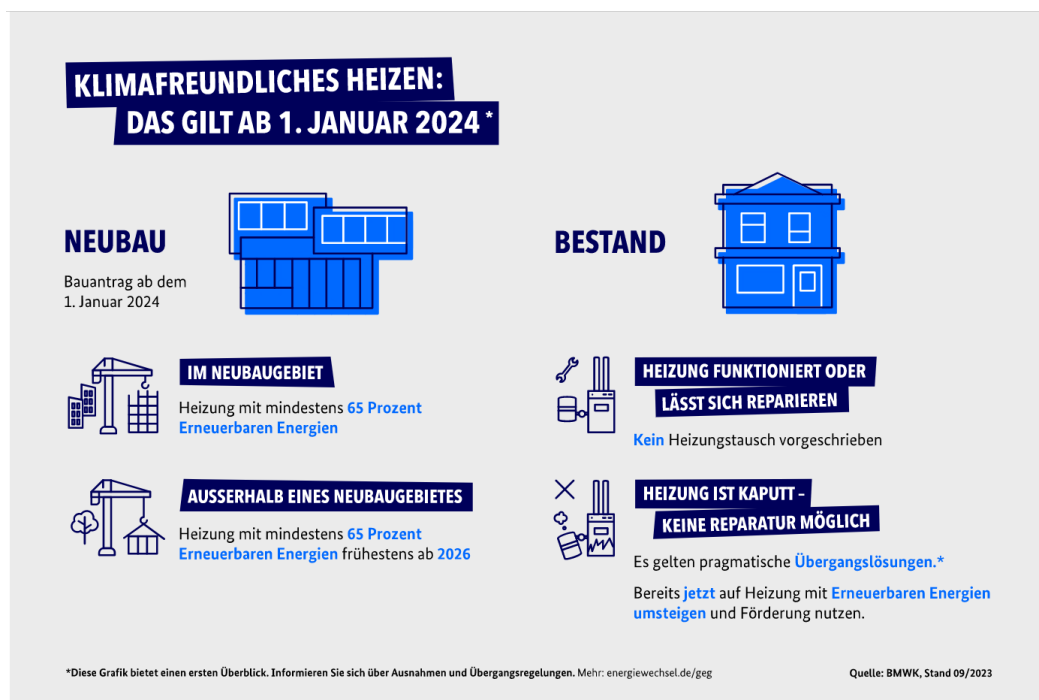 KLIMAFREUNDLICHES HEIZEN:
DAS GILT AB 1. JANUAR 2024*
NEUBAU
Bauantrag ab dem
1. Januar 2024
IM NEUBAUGEBIET
Heizung mit mindestens 65 Prozent
Erneuerbaren Energien
AUSSERHALB EINES NEUBAUGEBIETES
Heizung mit mindestens 65 Prozent
Erneuerbaren Energien frühestens ab 2026
BESTAND
HEIZUNG FUNKTIONIERT ODER
LÄSST SICH REPARIEREN
Kein Heizungstausch vorgeschrieben
HEIZUNG IST KAPUTT –
KEINE REPARATUR MÖGLICH
Es gelten pragmatische Übergangslösungen.*
Bereits jetzt auf Heizung mit Erneuerbaren Energien
umsteigen und Förderung nutzen.
*Diese Grafik bietet einen ersten Überblick. Informieren Sie sich über Ausnahmen und Übergangsregelungen. Mehr: energiewechsel.de/geg
Quelle: BMWK, Stand 09/2023